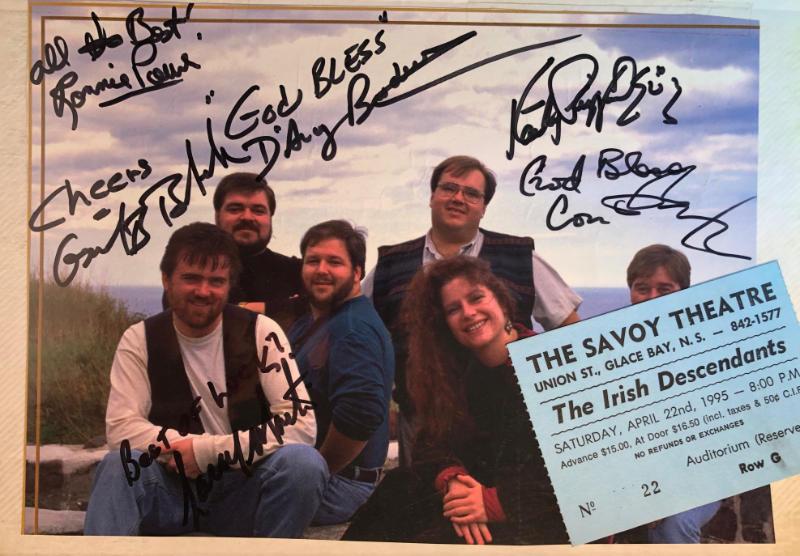 All the Best!
Ronnie Power
"GOD BLESS"
D'Arcy
Cheers
God Bless
Con
Best of Luck!
THE SAVOY THEATRE
UNION ST., GLACE BAY, N.S. — 842-1577
The Irish Descendants
SATURDAY, APRIL 22nd, 1995 — 8:00 P.M
Advance $15.00, At Door $16.50 (incl. taxes & 50¢ C.I.F
NO REFUNDS OR EXCHANGES
Auditorium (Reserve
Row G
Nº 22